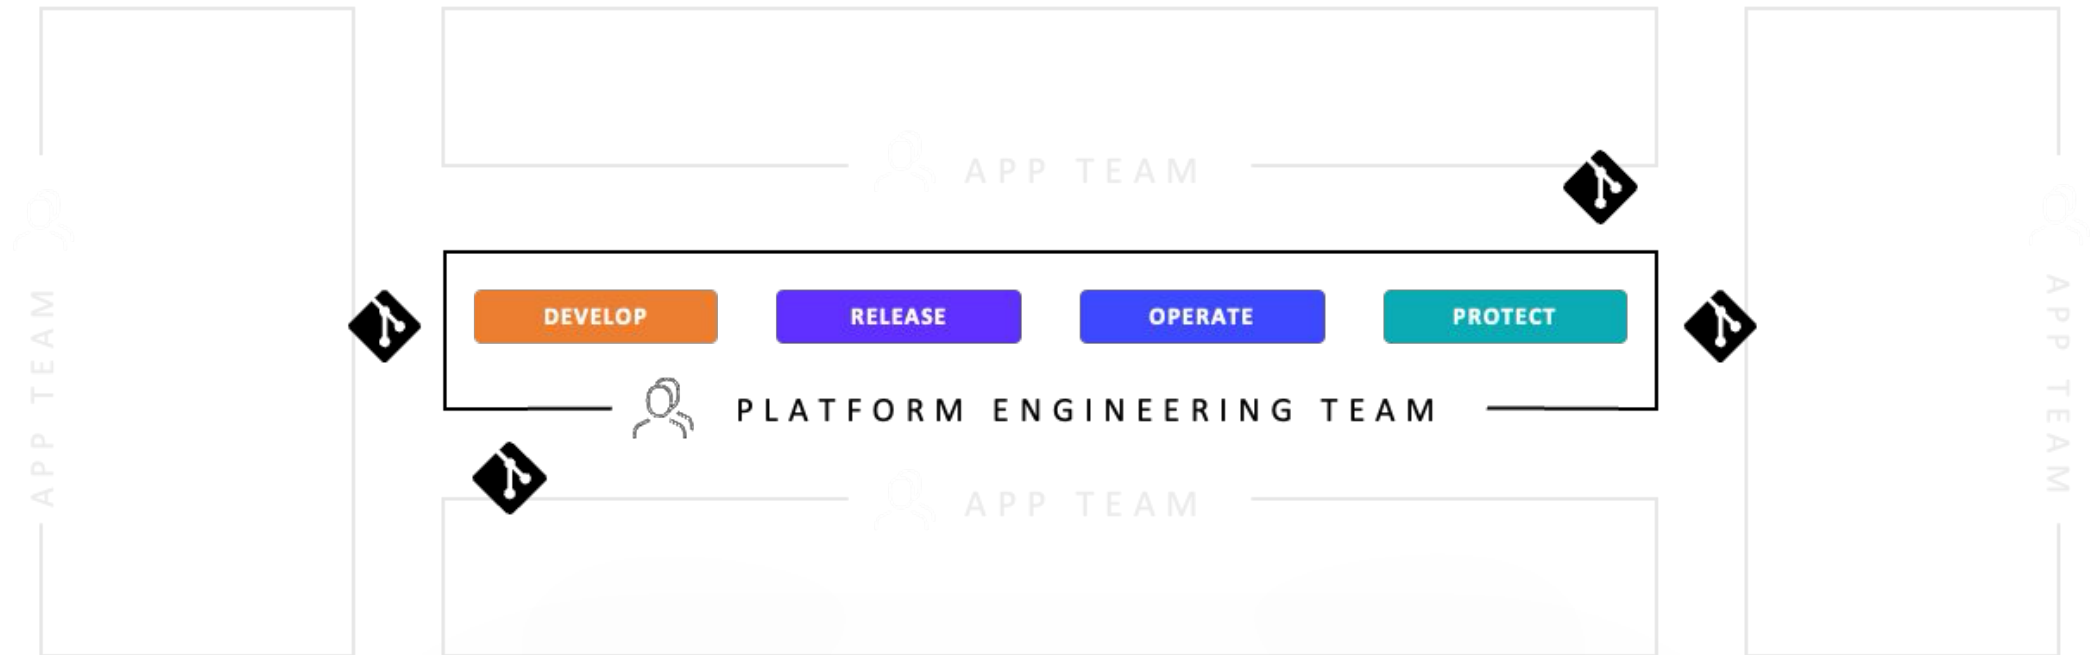 APP TEAM
APP TEAM
APP TEAM
DEVELOP
RELEASE
OPERATE
PROTECT
PLATFORM ENGINEERING TEAM
APP TEAM